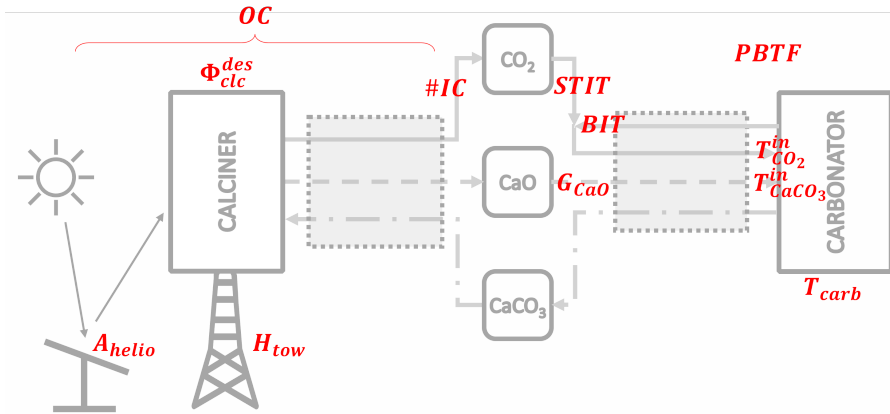 OC
Φ_clc^des
#IC
CO₂
STIT
PBTF
BIT
CALCINER
CaO
G_CaO
T_CO₂^in
T_CaCO₃^in
CARBONATOR
CaCO₃
T_carb
A_helio
H_tow